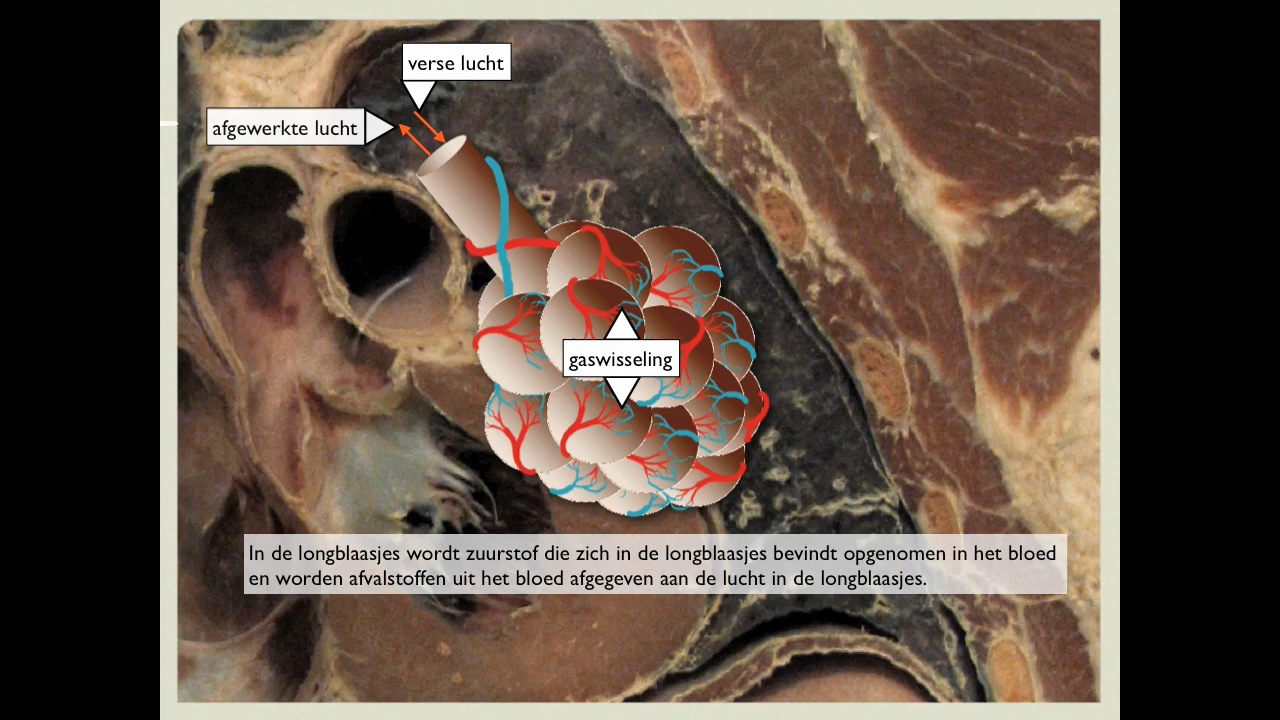 verse lucht
afgewerkte lucht
gaswisseling
In de longblaasjes wordt zuurstof die zich in de longblaasjes bevindt opgenomen in het bloed
en worden afvalstoffen uit het bloed afgegeven aan de lucht in de longblaasjes.